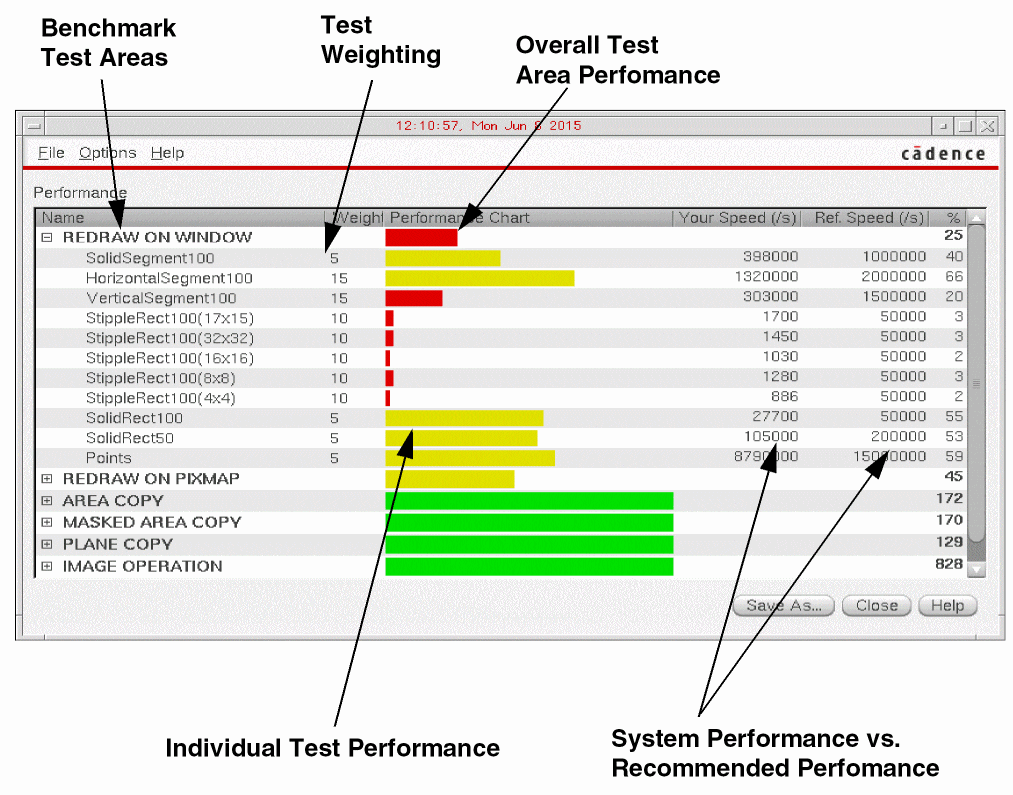 Benchmark
Test Areas
Test
Weighting
Overall Test
Area Perfomance
12:10:57, Mon Jun 8 2015
File Options Help
cādence
Performance
Name Weight Performance Chart Your Speed (/s) Ref. Speed (/s) %
REDRAW ON WINDOW 25
SolidSegment100 5 398000 1000000 40
HorizontalSegment100 15 1320000 2000000 66
VerticalSegment100 15 303000 1500000 20
StippleRect100(17x15) 10 1700 50000 3
StippleRect100(32x32) 10 1450 50000 3
StippleRect100(16x16) 10 1030 50000 2
StippleRect100(8x8) 10 1280 50000 3
StippleRect100(4x4) 10 886 50000 2
SolidRect100 5 27700 50000 55
SolidRect50 5 105000 200000 53
Points 5 8790000 15000000 59
REDRAW ON PIXMAP 45
AREA COPY 172
MASKED AREA COPY 170
PLANE COPY 129
IMAGE OPERATION 828
Save As... Close Help
Individual Test Performance
System Performance vs.
Recommended Perfomance